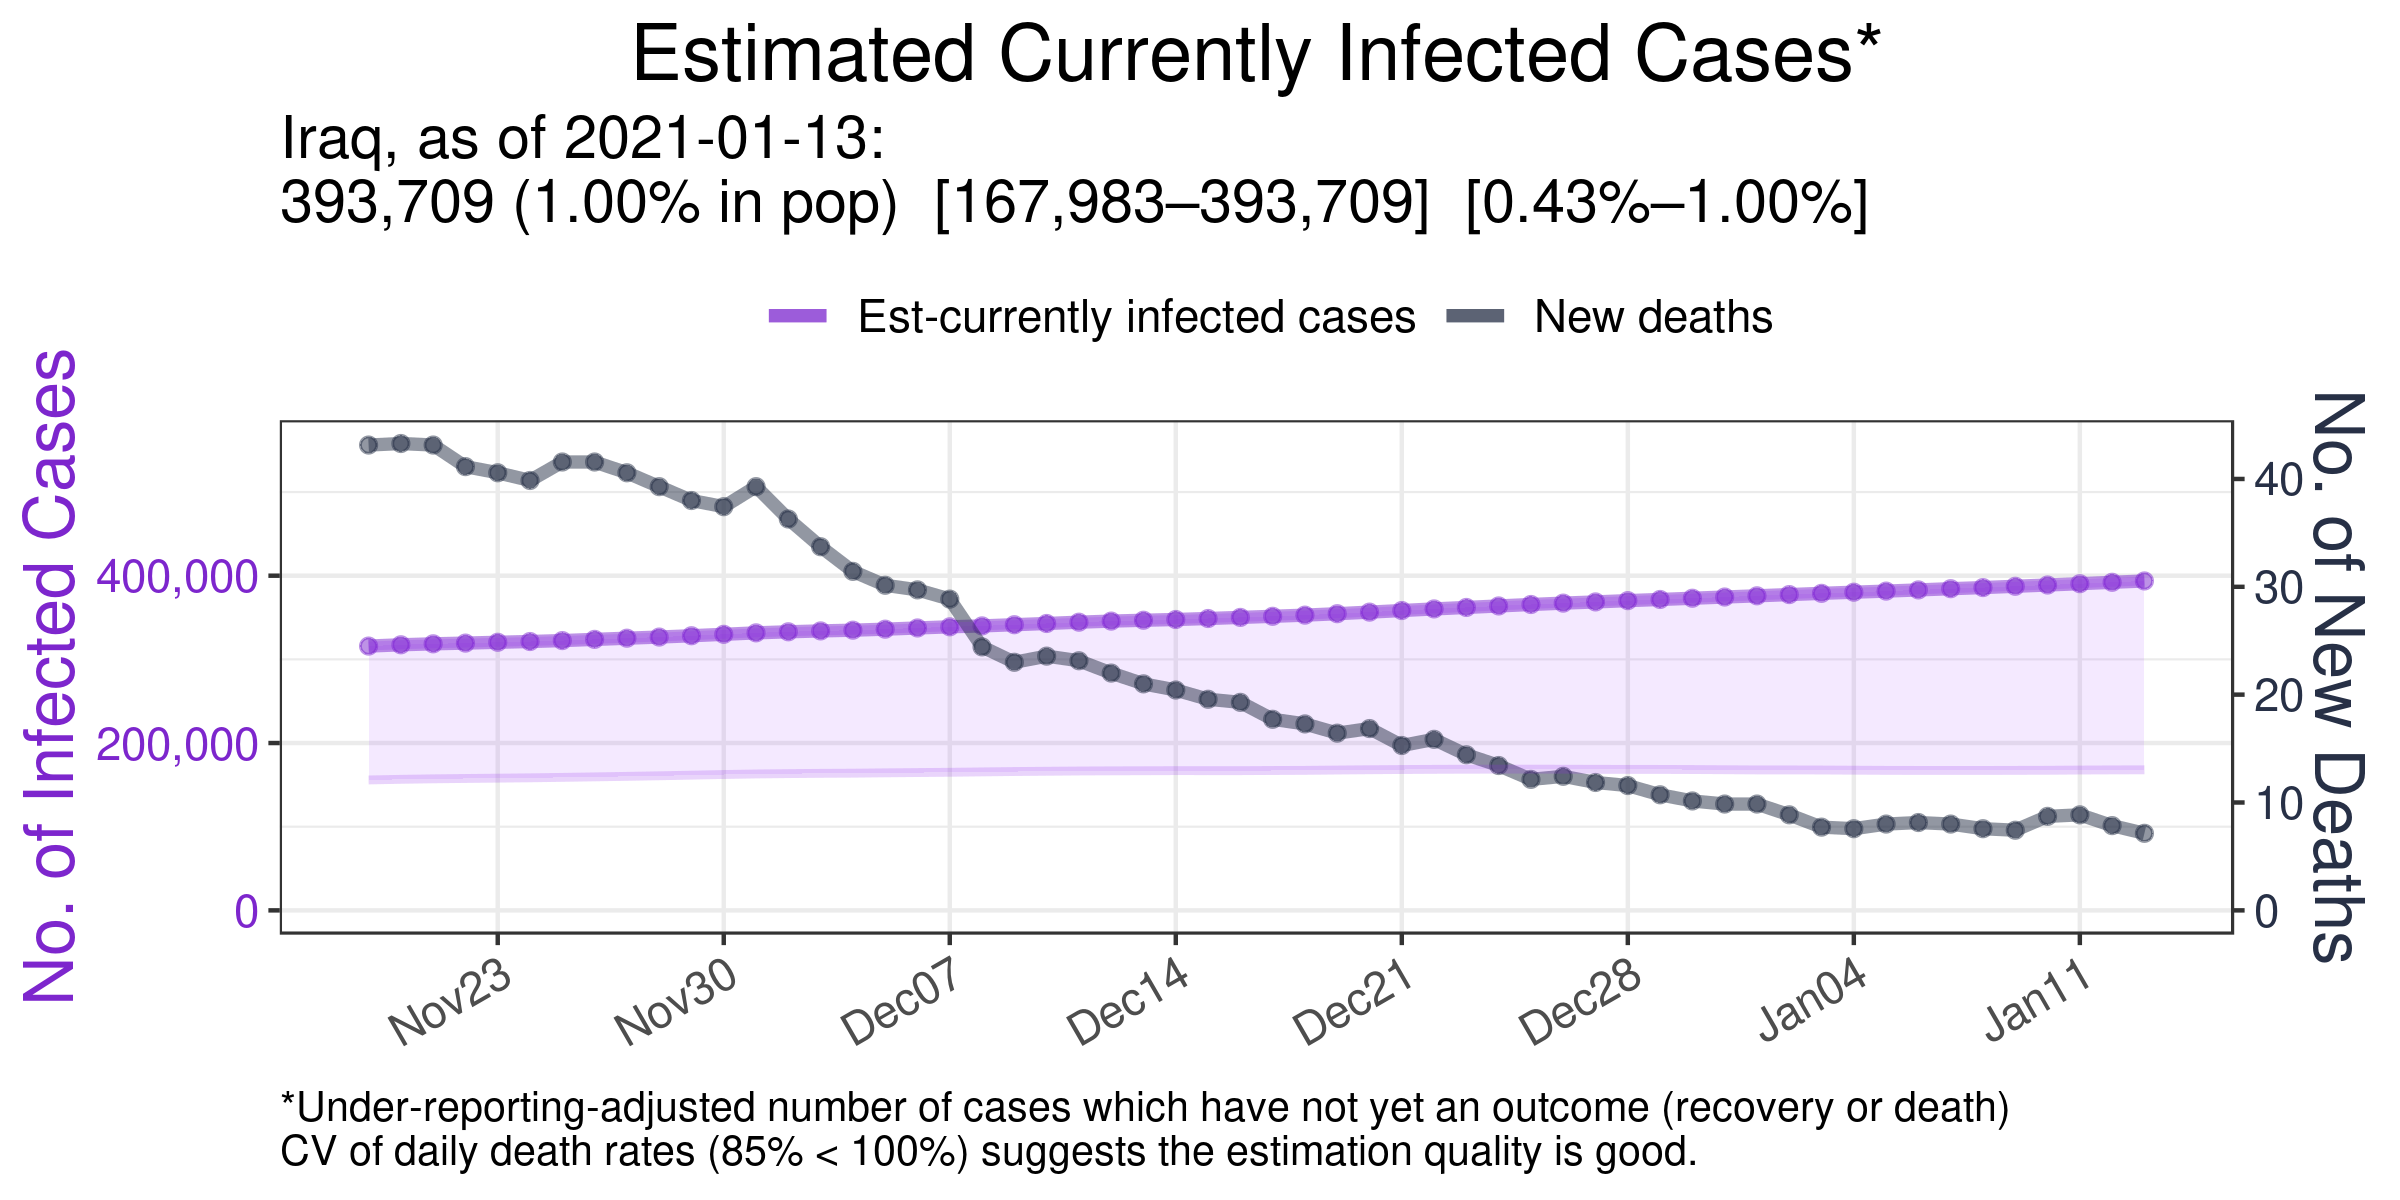 Estimated Currently Infected Cases*
Iraq, as of 2021-01-13:
393,709 (1.00% in pop) [167,983–393,709] [0.43%–1.00%]
Est-currently infected cases New deaths
No. of Infected Cases
400,000
200,000
0
40
30
20
10
0
No. of New Deaths
Nov23 Nov30 Dec07 Dec14 Dec21 Dec28 Jan04 Jan11
*Under-reporting-adjusted number of cases which have not yet an outcome (recovery or death)
CV of daily death rates (85% < 100%) suggests the estimation quality is good.